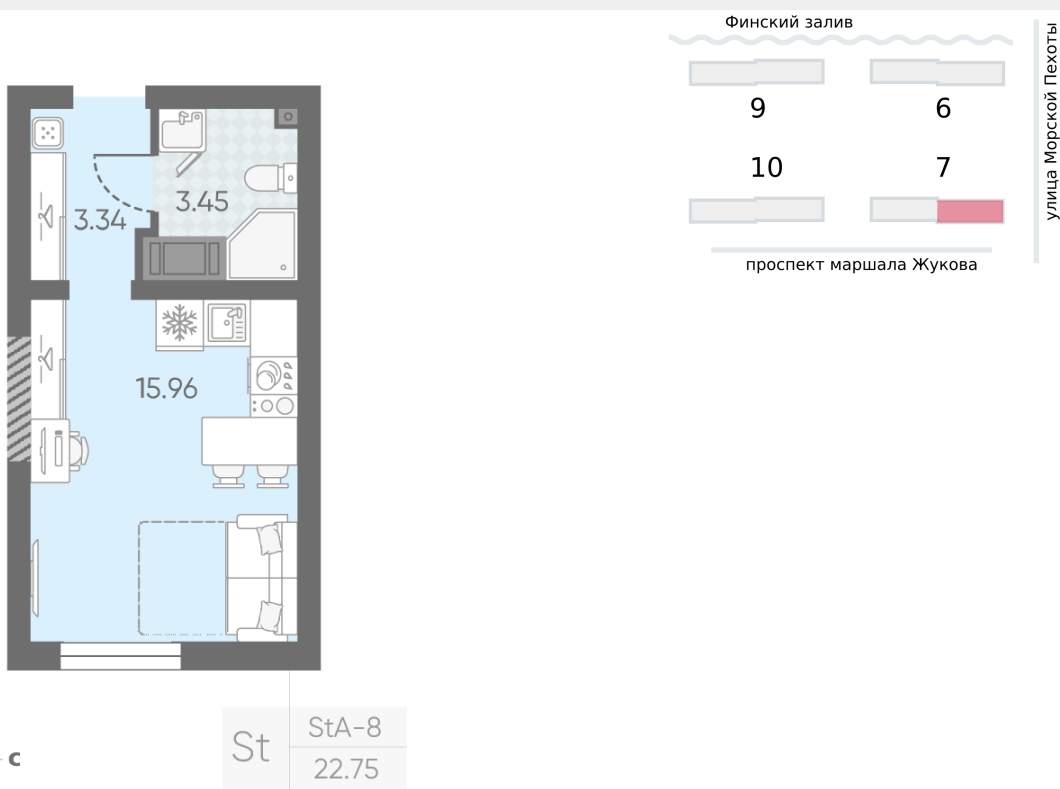 Финский залив
улица Морской Пехоты
9
6
10
7
проспект маршала Жукова
3.34
3.45
15.96
St
StA-8
22.75
с